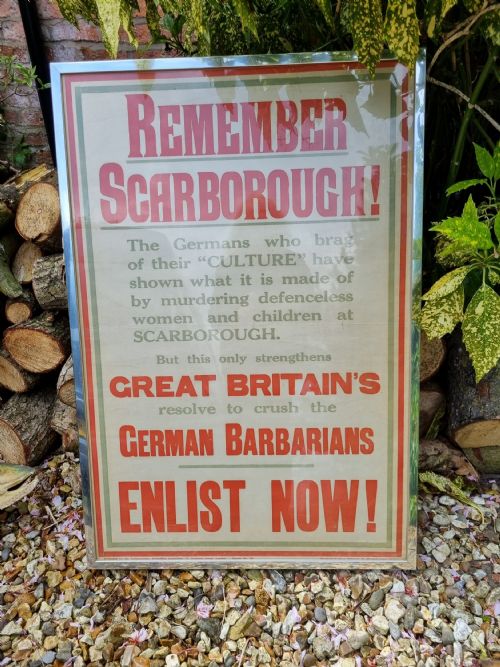 REMEMBER
SCARBOROUGH!
The Germans who brag
of their "CULTURE" have
shown what it is made of
by murdering defenceless
women and children at
SCARBOROUGH.
But this only strengthens
GREAT BRITAIN'S
resolve to crush the
GERMAN BARBARIANS
ENLIST NOW!